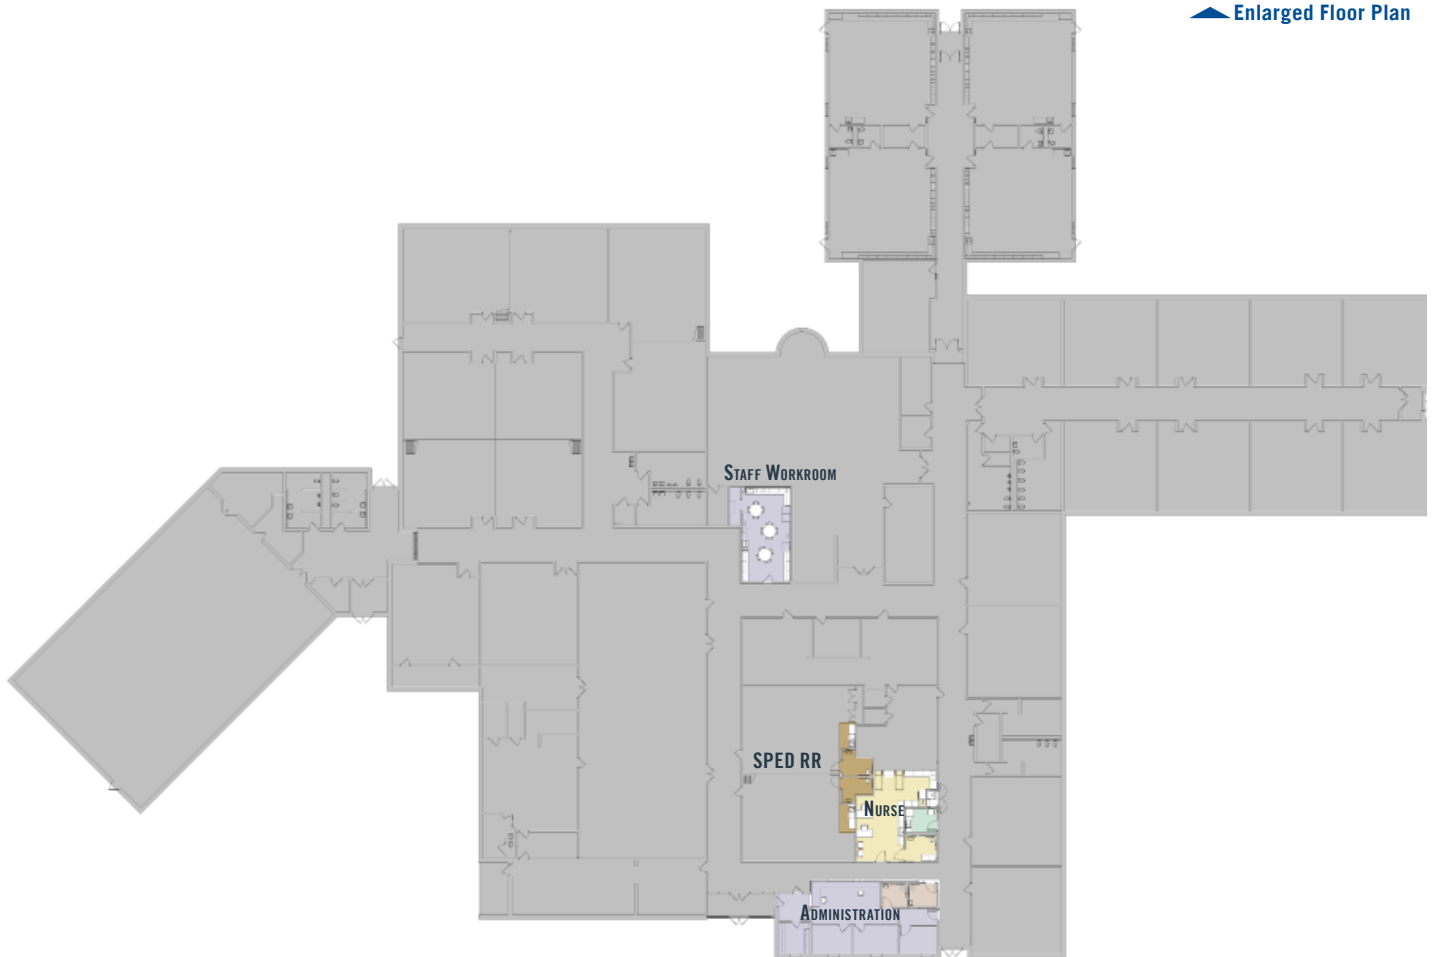 Enlarged Floor Plan
Staff Workroom
SPED RR
Nurse
Administration